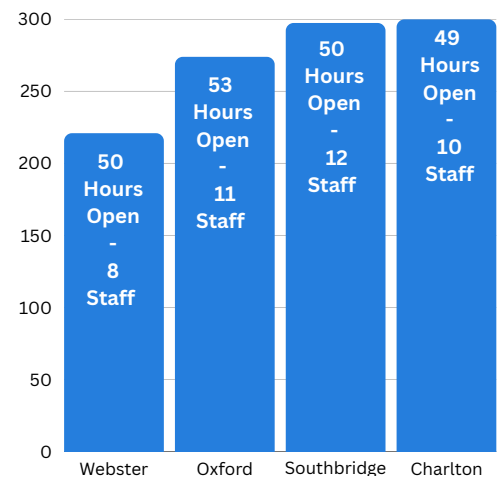 300
250
200
150
100
50
0
50
Hours
Open
-
8
Staff
53
Hours
Open
-
11
Staff
50
Hours
Open
-
12
Staff
49
Hours
Open
-
10
Staff
Webster
Oxford
Southbridge
Charlton